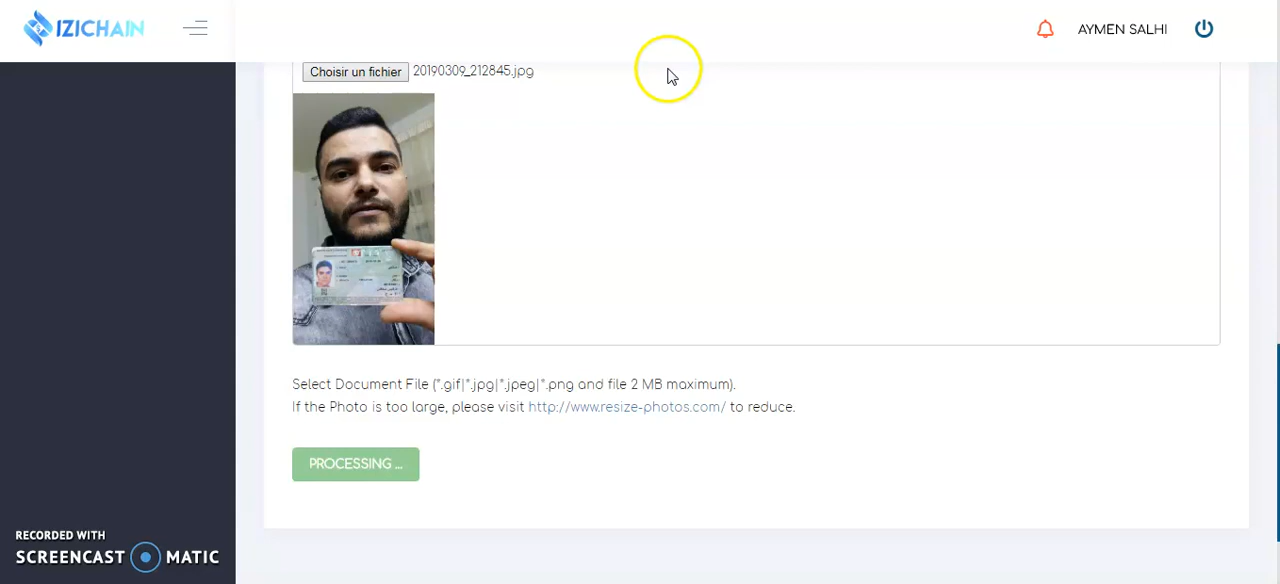 IZICHAIN
AYMEN SALHI
Choisir un fichier 20190309_212845.jpg
Select Document File (*.gif|*.jpg|*.jpeg|*.png and file 2 MB maximum).
If the Photo is too large, please visit http://www.resize-photos.com/ to reduce.
PROCESSING ...
RECORDED WITH
SCREENCAST MATIC